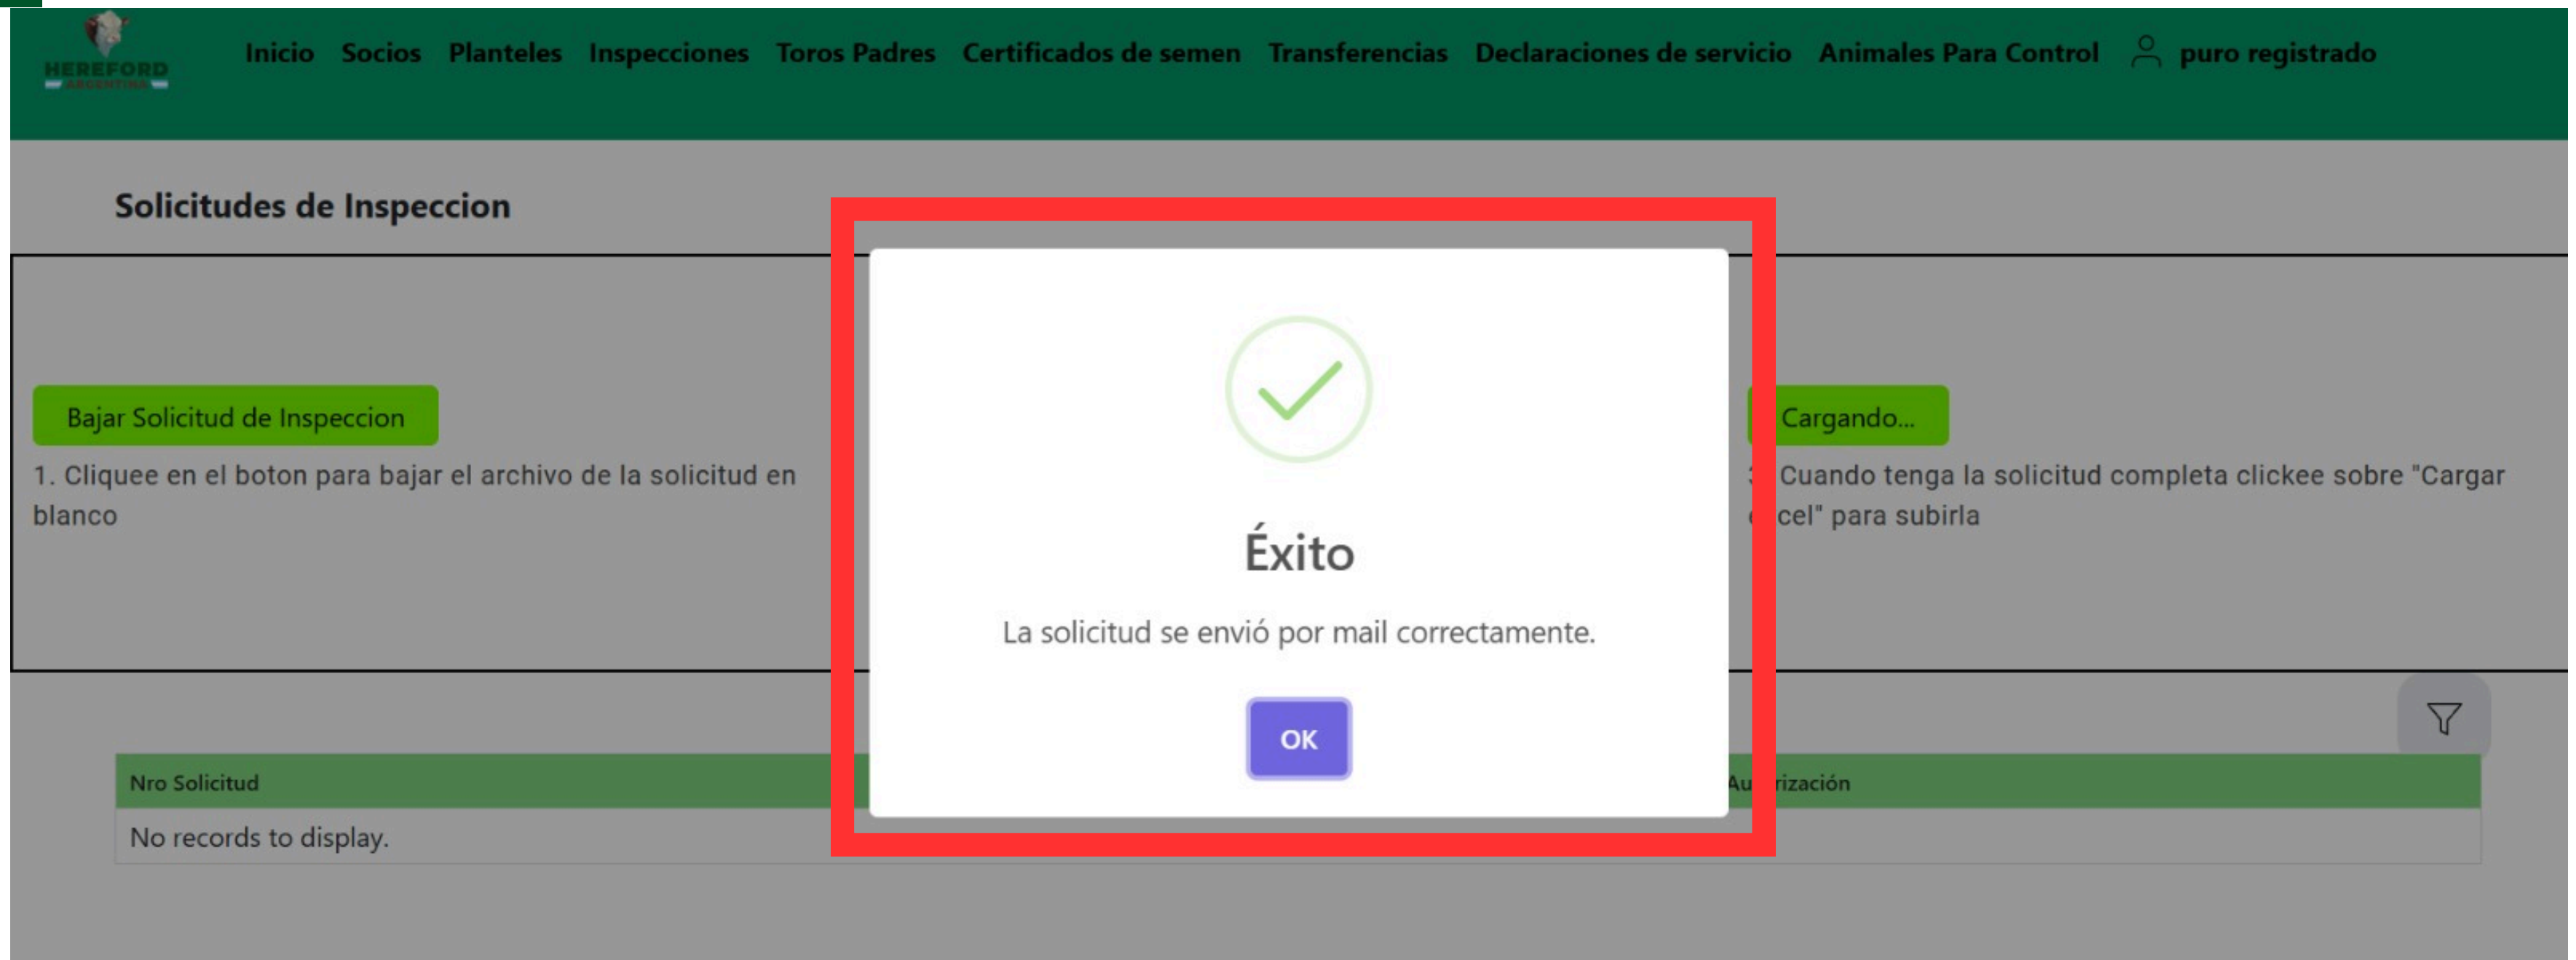 HEREFORD
ARGENTINA
Inicio Socios Planteles Inspecciones Toros Padres Certificados de semen Transferencias Declaraciones de servicio Animales Para Control puro registrado
Solicitudes de Inspeccion
Bajar Solicitud de Inspeccion
1. Cliquee en el boton para bajar el archivo de la solicitud en
blanco
Éxito
La solicitud se envió por mail correctamente.
OK
Cargando...
Cuando tenga la solicitud completa clickee sobre "Cargar
cel" para subirla
Nro Solicitud
No records to display.